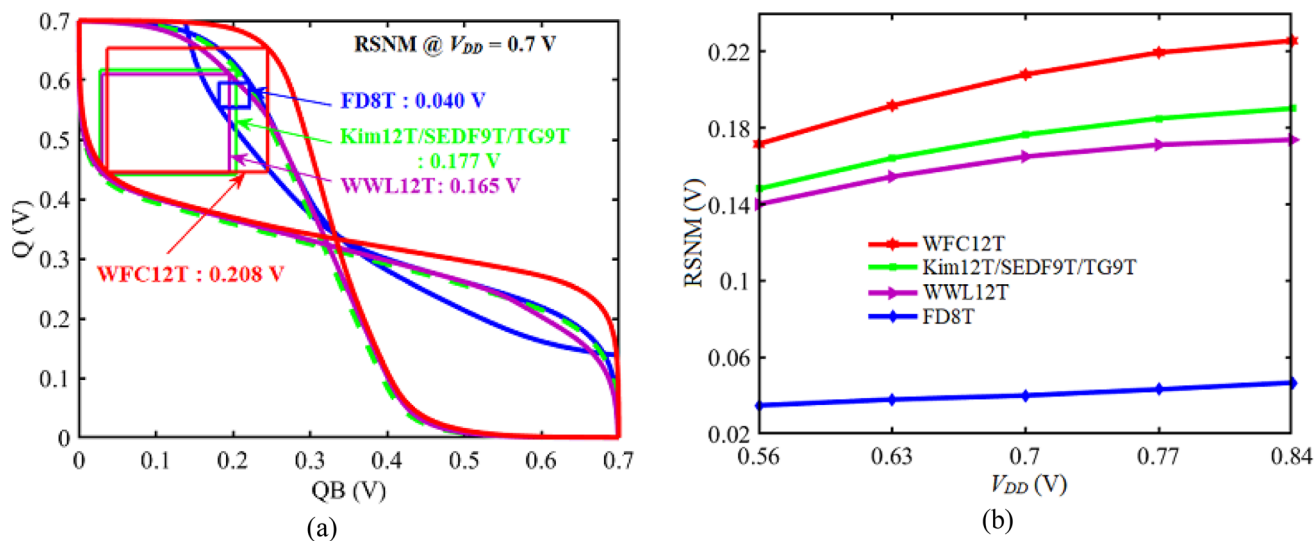 RSNM @ VDD = 0.7 V
FD8T : 0.040 V
Kim12T/SEDF9T/TG9T
: 0.177 V
WWL12T: 0.165 V
WFC12T : 0.208 V
Q (V)
0.7
0.6
0.5
0.4
0.3
0.2
0.1
0
0 0.1 0.2 0.3 0.4 0.5 0.6 0.7
QB (V)
(a)
RSNM (V)
0.22
0.18
0.14
0.1
0.06
0.02
WFC12T
Kim12T/SEDF9T/TG9T
WWL12T
FD8T
0.56 0.63 0.7 0.77 0.84
VDD (V)
(b)